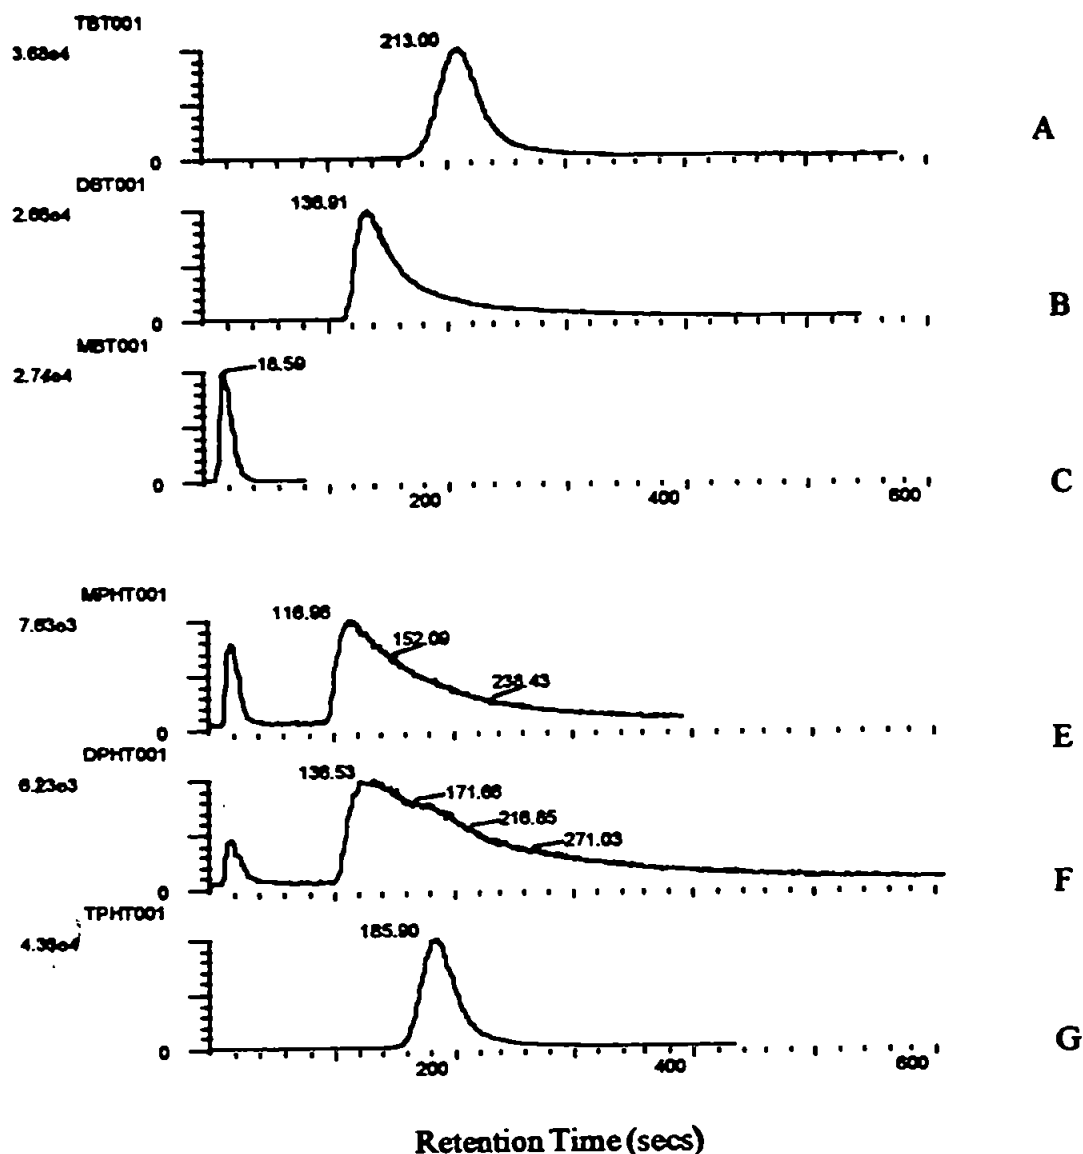 TBT001
213.00
3.68e4
A
0
DBT001
136.91
2.66e4
B
0
MBT001
18.59
2.74e4
0
200
400
600
C
MPHT001
116.96
7.63e3
152.09
238.43
0
E
DPHT001
136.53
6.23e3
171.66
216.85
271.03
0
F
TPHT001
185.90
4.36e4
0
200
400
600
G
Retention Time (secs)